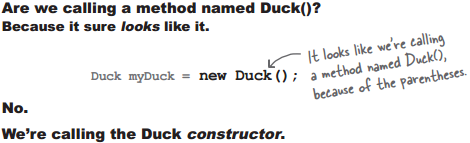 Are we calling a method named Duck()?
Because it sure looks like it.
Duck myDuck = new Duck();
It looks like we're calling
a method named Duck(),
because of the parentheses.
No.
We're calling the Duck constructor.